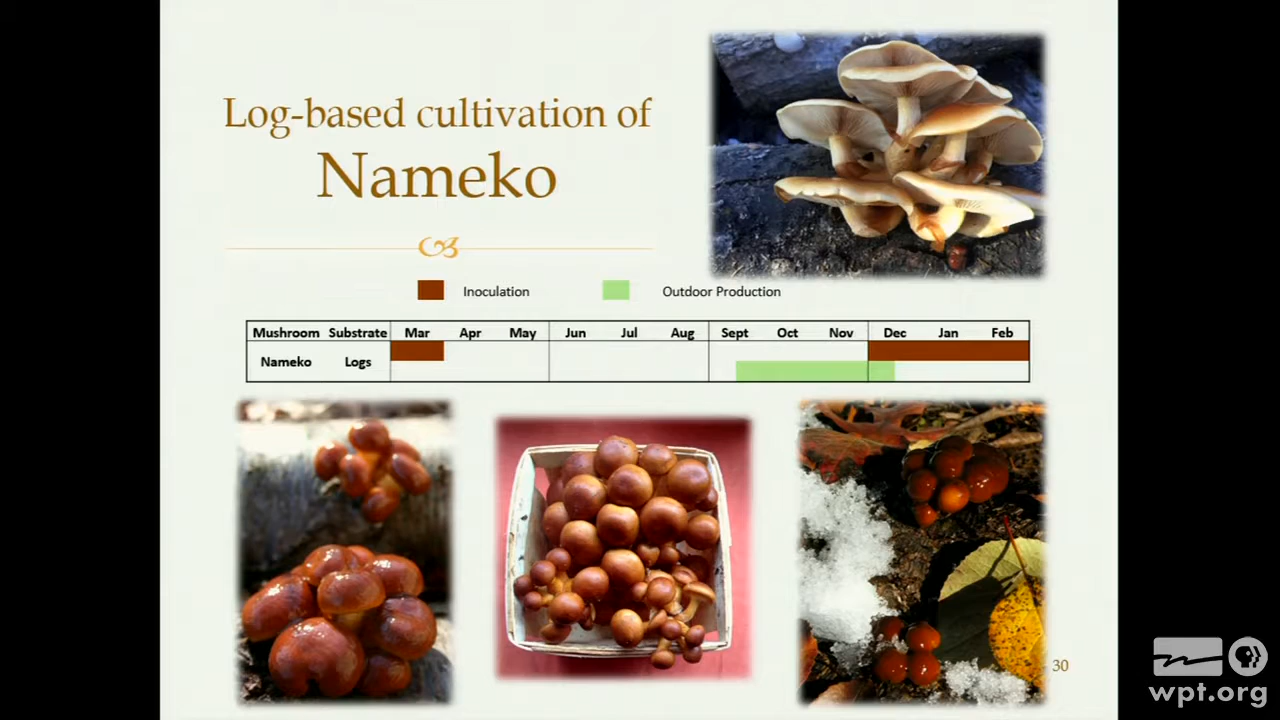 Log-based cultivation of
Nameko
Inoculation
Outdoor Production
Mushroom Substrate Mar Apr May Jun Jul Aug Sept Oct Nov Dec Jan Feb
Nameko Logs
30
wpt.org